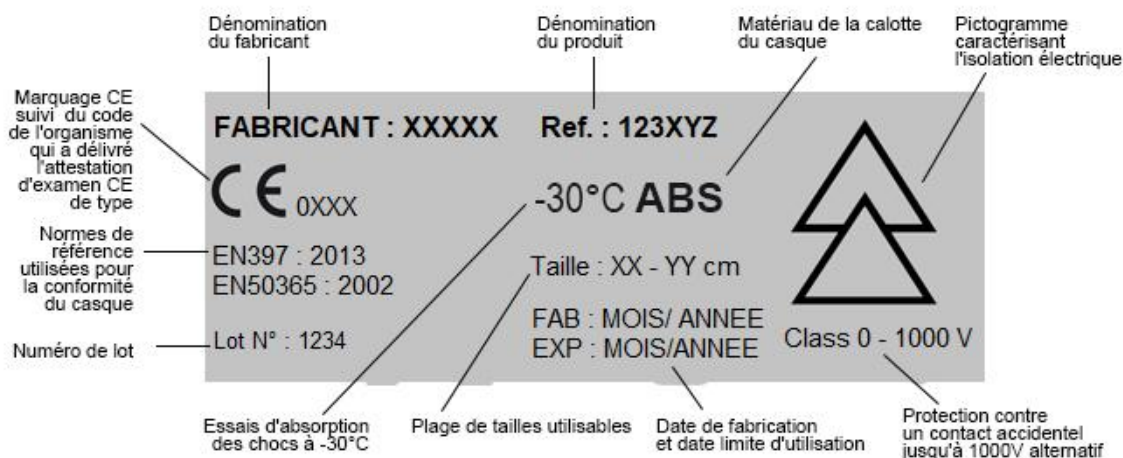 Dénomination
du fabricant
Dénomination
du produit
Matériau de la calotte
du casque
Pictogramme
caractérisant
l'isolation électrique
Marquage CE
suivi du code
de l'organisme
qui a délivré
l'attestation
d'examen CE
de type
Normes de
référence
utilisées pour
la conformité
du casque
Numéro de lot
FABRICANT : XXXXX
Ref. : 123XYZ
CE 0XXX
-30°C ABS
EN397 : 2013
EN50365 : 2002
Taille : XX - YY cm
Lot N° : 1234
FAB : MOIS/ ANNEE
EXP : MOIS/ANNEE
Class 0 - 1000 V
Essais d'absorption
des chocs à -30°C
Plage de tailles utilisables
Date de fabrication
et date limite d'utilisation
Protection contre
un contact accidentel
jusqu'à 1000V alternatif